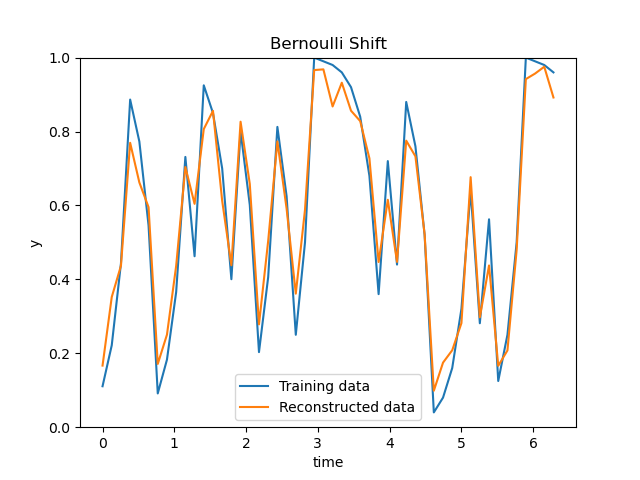 Bernoulli Shift
1.0
0.8
0.6
0.4
0.2
0.0
y
0 1 2 3 4 5 6
time
Training data
Reconstructed data